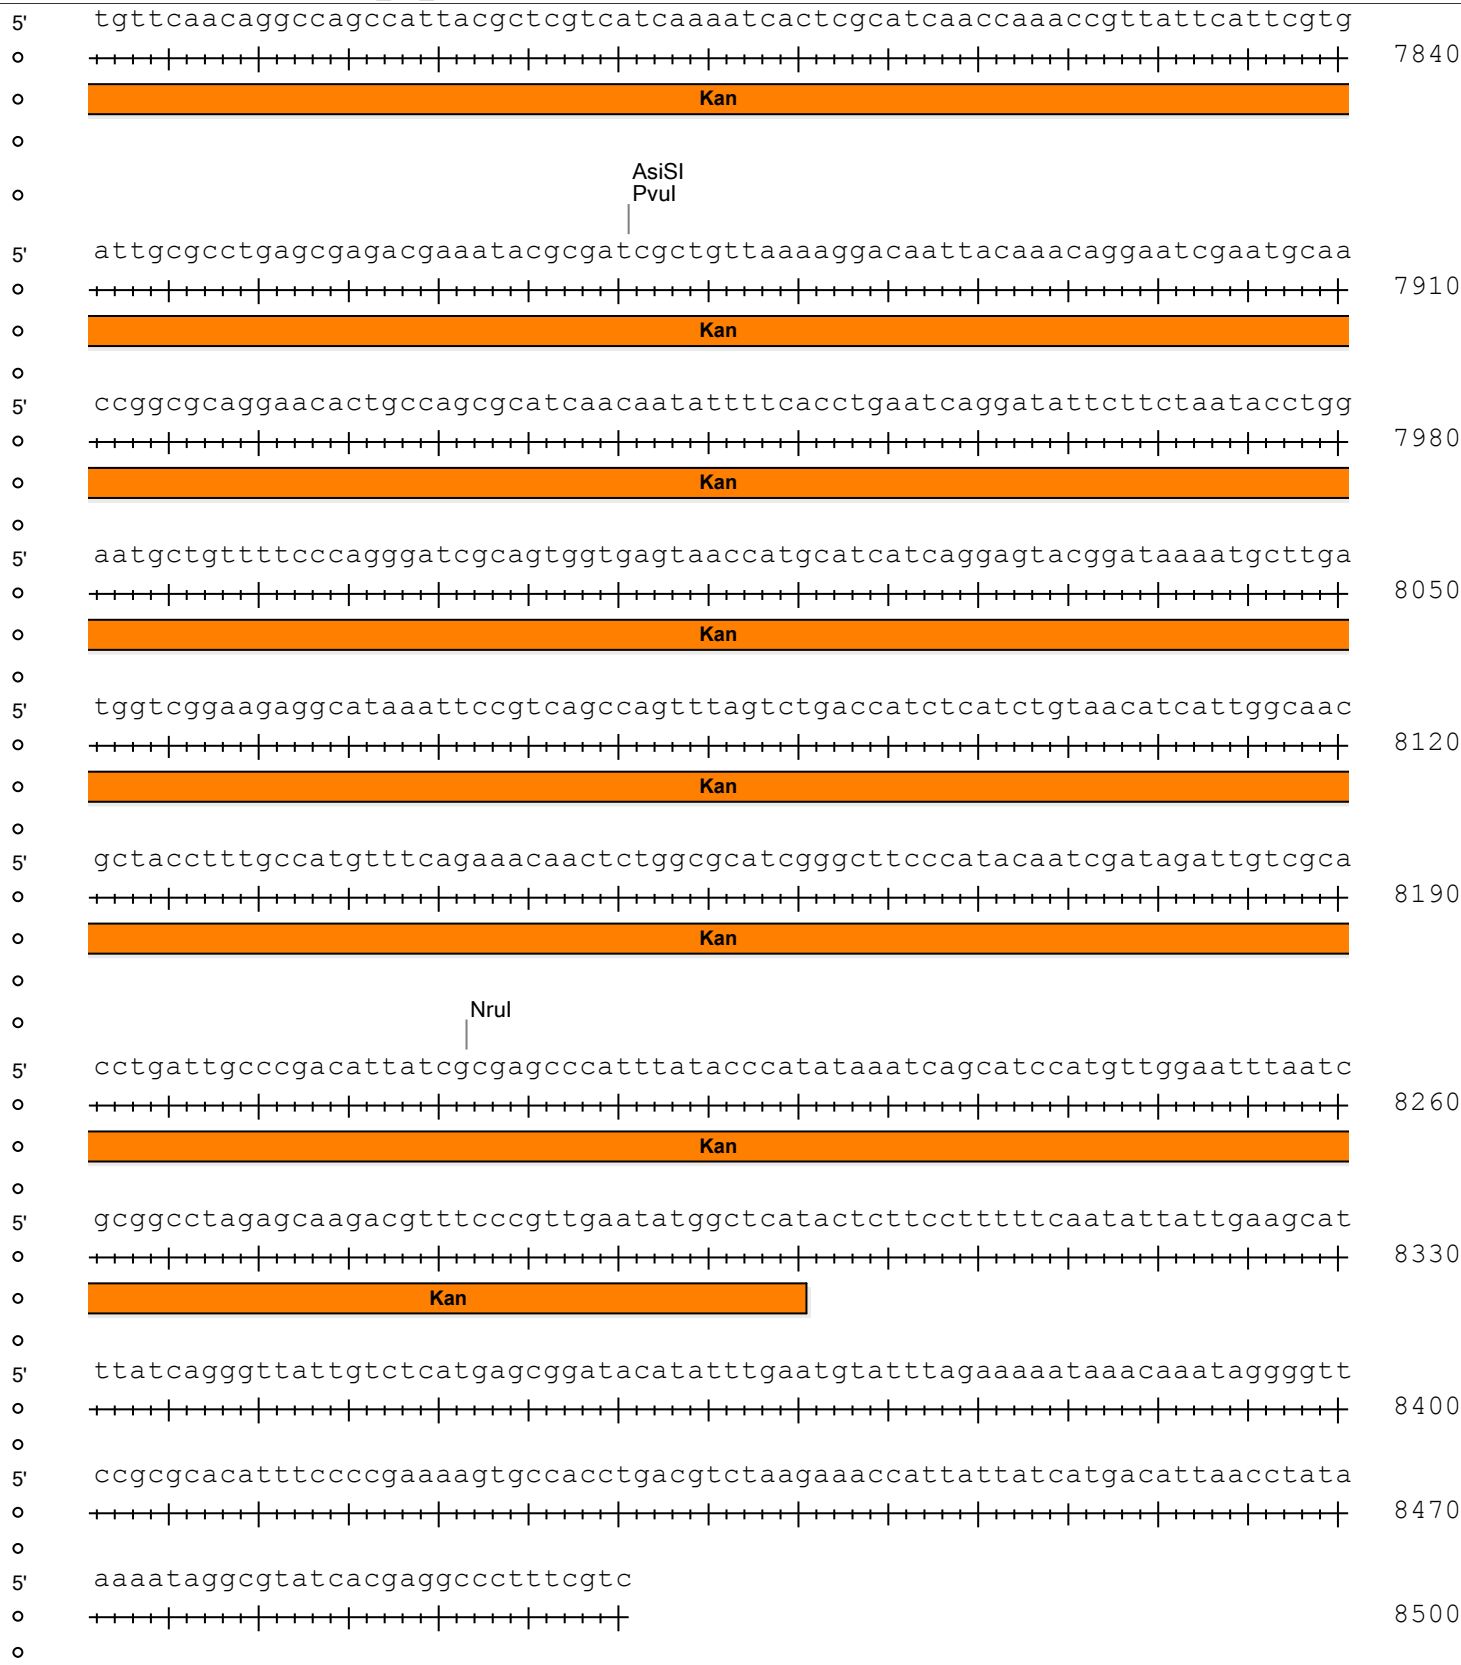 5' tgttcaacaggccagccattacgctcgtcatcaaaatcactcgcatcaaccaaaccgttattcattcgtg
7840
Kan
AsiSI
PvuI
5' attgcgcctgagcgagacgaaatacgcgatcgctgttaaaaggacaattacaaacaggaatcgaatgcaa
7910
Kan
5' ccggcgcaggaacactgccagcgcatcaacaatattttcacctgaatcaggatattcttctaatacctgg
7980
Kan
5' aatgctgttttcccagggatcgcagtggtgagtaaccatgcatcatcaggagtacggataaaatgcttga
8050
Kan
5' tggtcggaagaggcataaattccgtcagccagtttagtctgaccatctcatctgtaacatcattggcaac
8120
Kan
5' gctacctttgccatgtttcagaaacaactctggcgcatcgggcttcccatacaatcgatagattgtcgca
8190
Kan
NruI
5' cctgattgcccgacattatcgcgagcccatttatacccatataaatcagcatccatgttggaatttaatc
8260
Kan
5' gcggcctagagcaagacgtttcccgttgaatatggctcatactcttcctttttcaatattattgaagcat
8330
Kan
5' ttatcagggttattgtctcatgagcggatacatatttgaatgtatttagaaaaataaacaaataggggtt
8400
5' ccgcgcacatttccccgaaaagtgccacctgacgtctaagaaaccattattatcatgacattaacctata
8470
5' aaaataggcgtatcacgaggccctttcgtc
8500